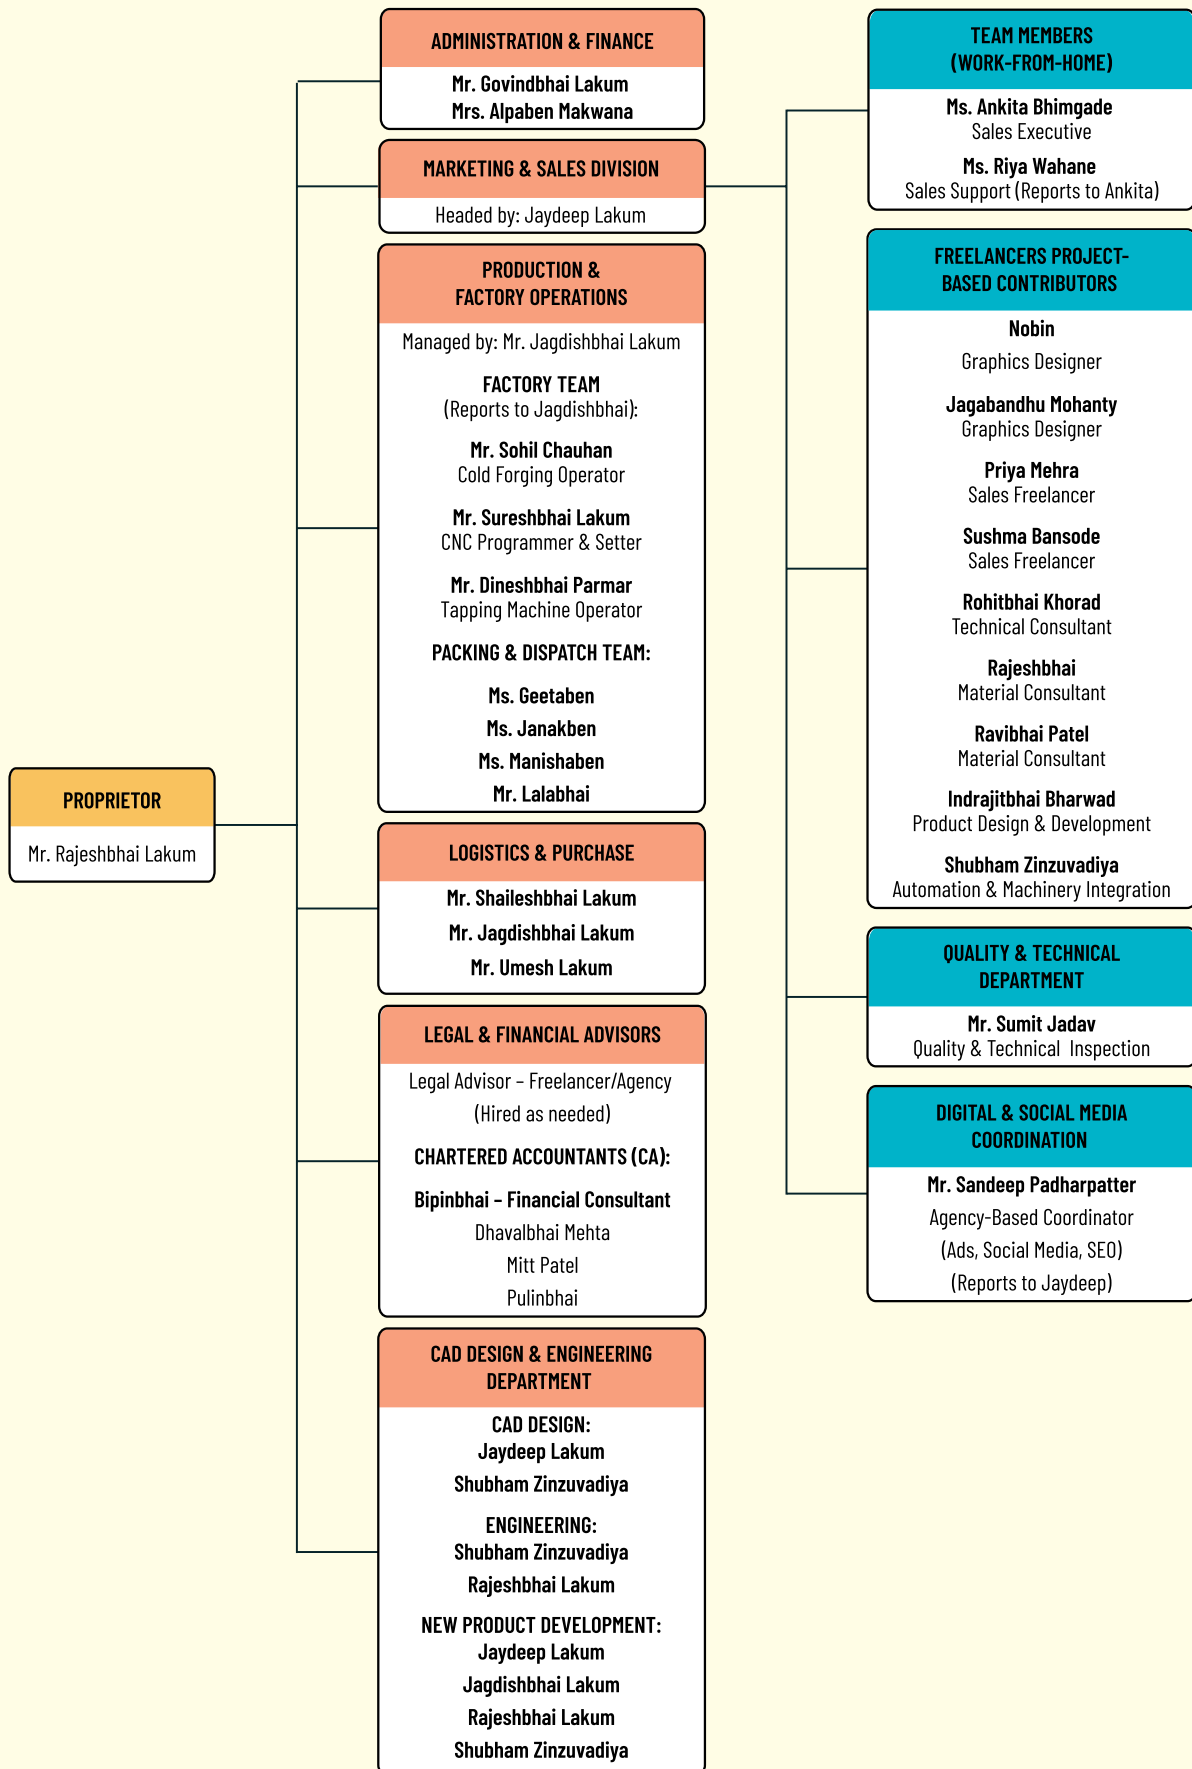 PROPRIETOR
Mr. Rajeshbhai Lakum
ADMINISTRATION & FINANCE
Mr. Govindbhai Lakum
Mrs. Alpaben Makwana
MARKETING & SALES DIVISION
Headed by: Jaydeep Lakum
PRODUCTION &
FACTORY OPERATIONS
Managed by: Mr. Jagdishbhai Lakum
FACTORY TEAM
(Reports to Jagdishbhai):
Mr. Sohil Chauhan
Cold Forging Operator
Mr. Sureshbhai Lakum
CNC Programmer & Setter
Mr. Dineshbhai Parmar
Tapping Machine Operator
PACKING & DISPATCH TEAM:
Ms. Geetaben
Ms. Janakben
Ms. Manishaben
Mr. Lalabhai
LOGISTICS & PURCHASE
Mr. Shaileshbhai Lakum
Mr. Jagdishbhai Lakum
Mr. Umesh Lakum
LEGAL & FINANCIAL ADVISORS
Legal Advisor – Freelancer/Agency
(Hired as needed)
CHARTERED ACCOUNTANTS (CA):
Bipinbhai – Financial Consultant
Dhavalbhai Mehta
Mitt Patel
Pulinbhai
CAD DESIGN & ENGINEERING
DEPARTMENT
CAD DESIGN:
Jaydeep Lakum
Shubham Zinzuvadiya
ENGINEERING:
Shubham Zinzuvadiya
Rajeshbhai Lakum
NEW PRODUCT DEVELOPMENT:
Jaydeep Lakum
Jagdishbhai Lakum
Rajeshbhai Lakum
Shubham Zinzuvadiya
TEAM MEMBERS
(WORK-FROM-HOME)
Ms. Ankita Bhimgade
Sales Executive
Ms. Riya Wahane
Sales Support (Reports to Ankita)
FREELANCERS PROJECT-
BASED CONTRIBUTORS
Nobin
Graphics Designer
Jagabandhu Mohanty
Graphics Designer
Priya Mehra
Sales Freelancer
Sushma Bansode
Sales Freelancer
Rohitbhai Khorad
Technical Consultant
Rajeshbhai
Material Consultant
Ravibhai Patel
Material Consultant
Indrajitbhai Bharwad
Product Design & Development
Shubham Zinzuvadiya
Automation & Machinery Integration
QUALITY & TECHNICAL
DEPARTMENT
Mr. Sumit Jadav
Quality & Technical Inspection
DIGITAL & SOCIAL MEDIA
COORDINATION
Mr. Sandeep Padharpatter
Agency-Based Coordinator
(Ads, Social Media, SEO)
(Reports to Jaydeep)